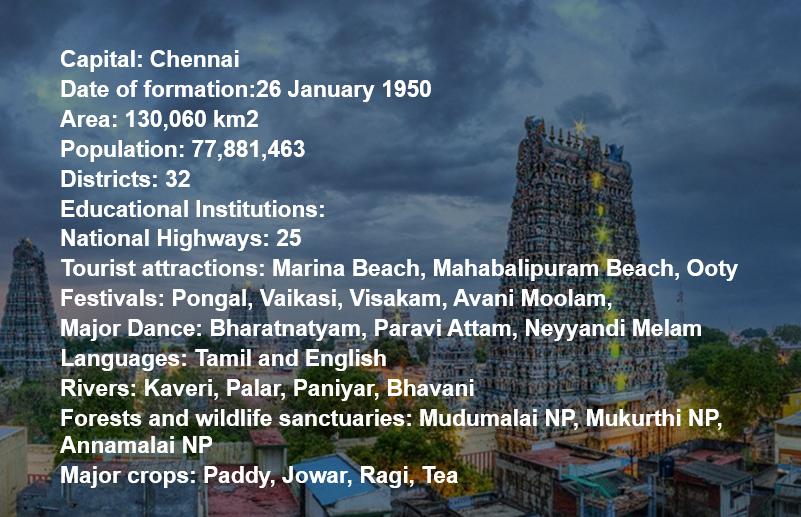 Capital: Chennai
Date of formation:26 January 1950
Area: 130,060 km2
Population: 77,881,463
Districts: 32
Educational Institutions:
National Highways: 25
Tourist attractions: Marina Beach, Mahabalipuram Beach, Ooty
Festivals: Pongal, Vaikasi, Visakam, Avani Moolam,
Major Dance: Bharatnatyam, Paravi Attam, Neyyandi Melam
Languages: Tamil and English
Rivers: Kaveri, Palar, Paniyar, Bhavani
Forests and wildlife sanctuaries: Mudumalai NP, Mukurthi NP,
Annamalai NP
Major crops: Paddy, Jowar, Ragi, Tea